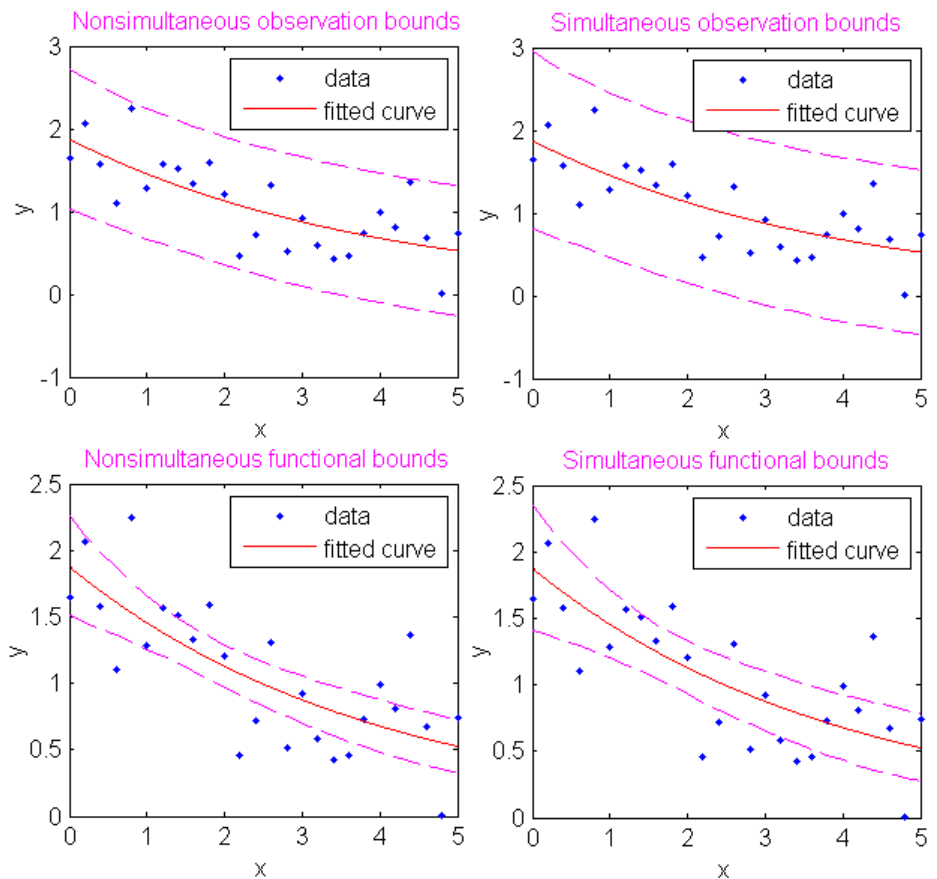 Nonsimultaneous observation bounds
3
2
1
0
-1
y
data
fitted curve
0 1 2 3 4 5
x
Simultaneous observation bounds
3
2
1
0
-1
y
data
fitted curve
0 1 2 3 4 5
x
Nonsimultaneous functional bounds
2.5
2
1.5
1
0.5
0
y
data
fitted curve
0 1 2 3 4 5
x
Simultaneous functional bounds
2.5
2
1.5
1
0.5
0
y
data
fitted curve
0 1 2 3 4 5
x